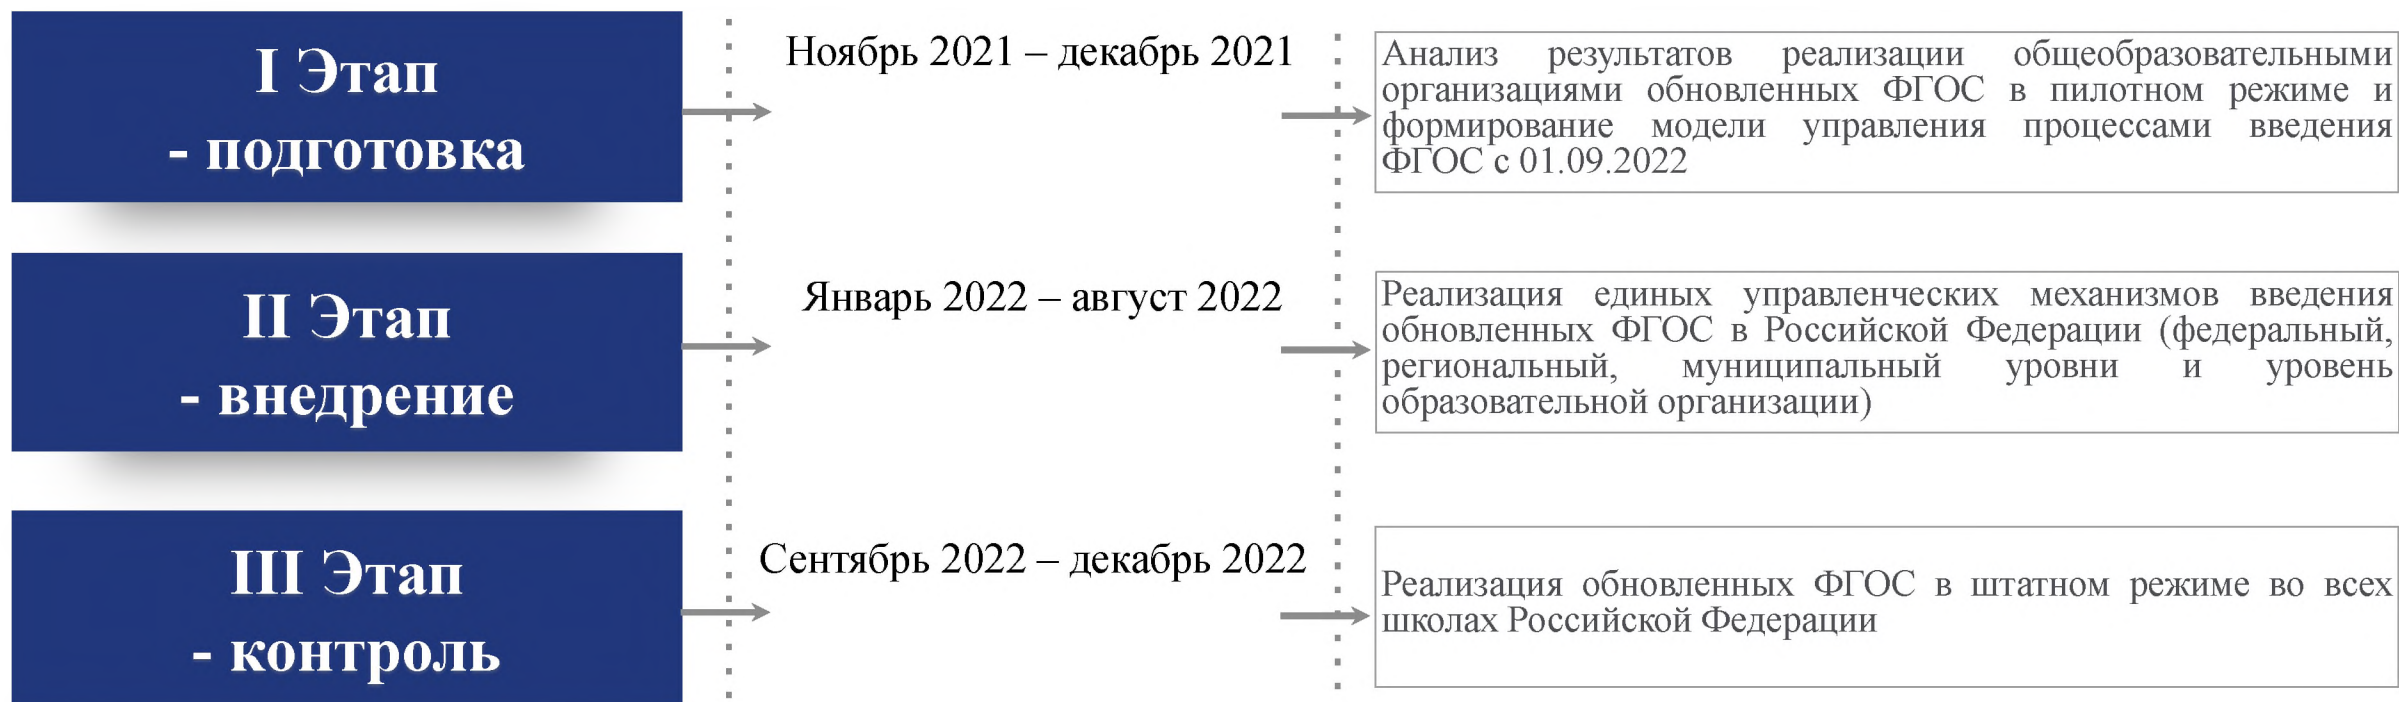 I Этап
- подготовка
Ноябрь 2021 – декабрь 2021
Анализ результатов реализации общеобразовательными
организациями обновленных ФГОС в пилотном режиме и
формирование модели управления процессами введения
ФГОС с 01.09.2022
II Этап
- внедрение
Январь 2022 – август 2022
Реализация единых управленческих механизмов введения
обновленных ФГОС в Российской Федерации (федеральный,
региональный, муниципальный уровни и уровень
образовательной организации)
III Этап
- контроль
Сентябрь 2022 – декабрь 2022
Реализация обновленных ФГОС в штатном режиме во всех
школах Российской Федерации